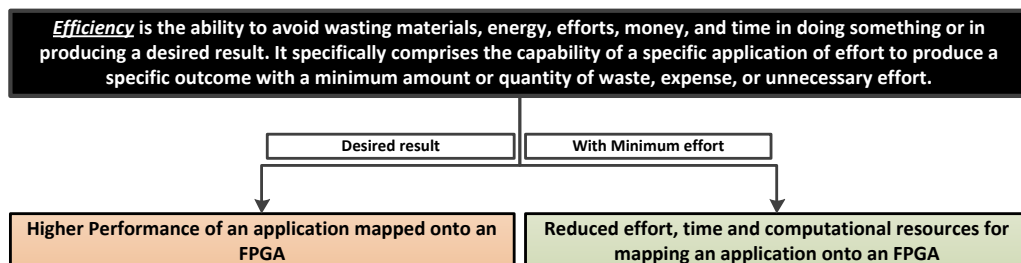 Efficiency is the ability to avoid wasting materials, energy, efforts, money, and time in doing something or in
producing a desired result. It specifically comprises the capability of a specific application of effort to produce a
specific outcome with a minimum amount or quantity of waste, expense, or unnecessary effort.
Desired result
With Minimum effort
Higher Performance of an application mapped onto an
FPGA
Reduced effort, time and computational resources for
mapping an application onto an FPGA